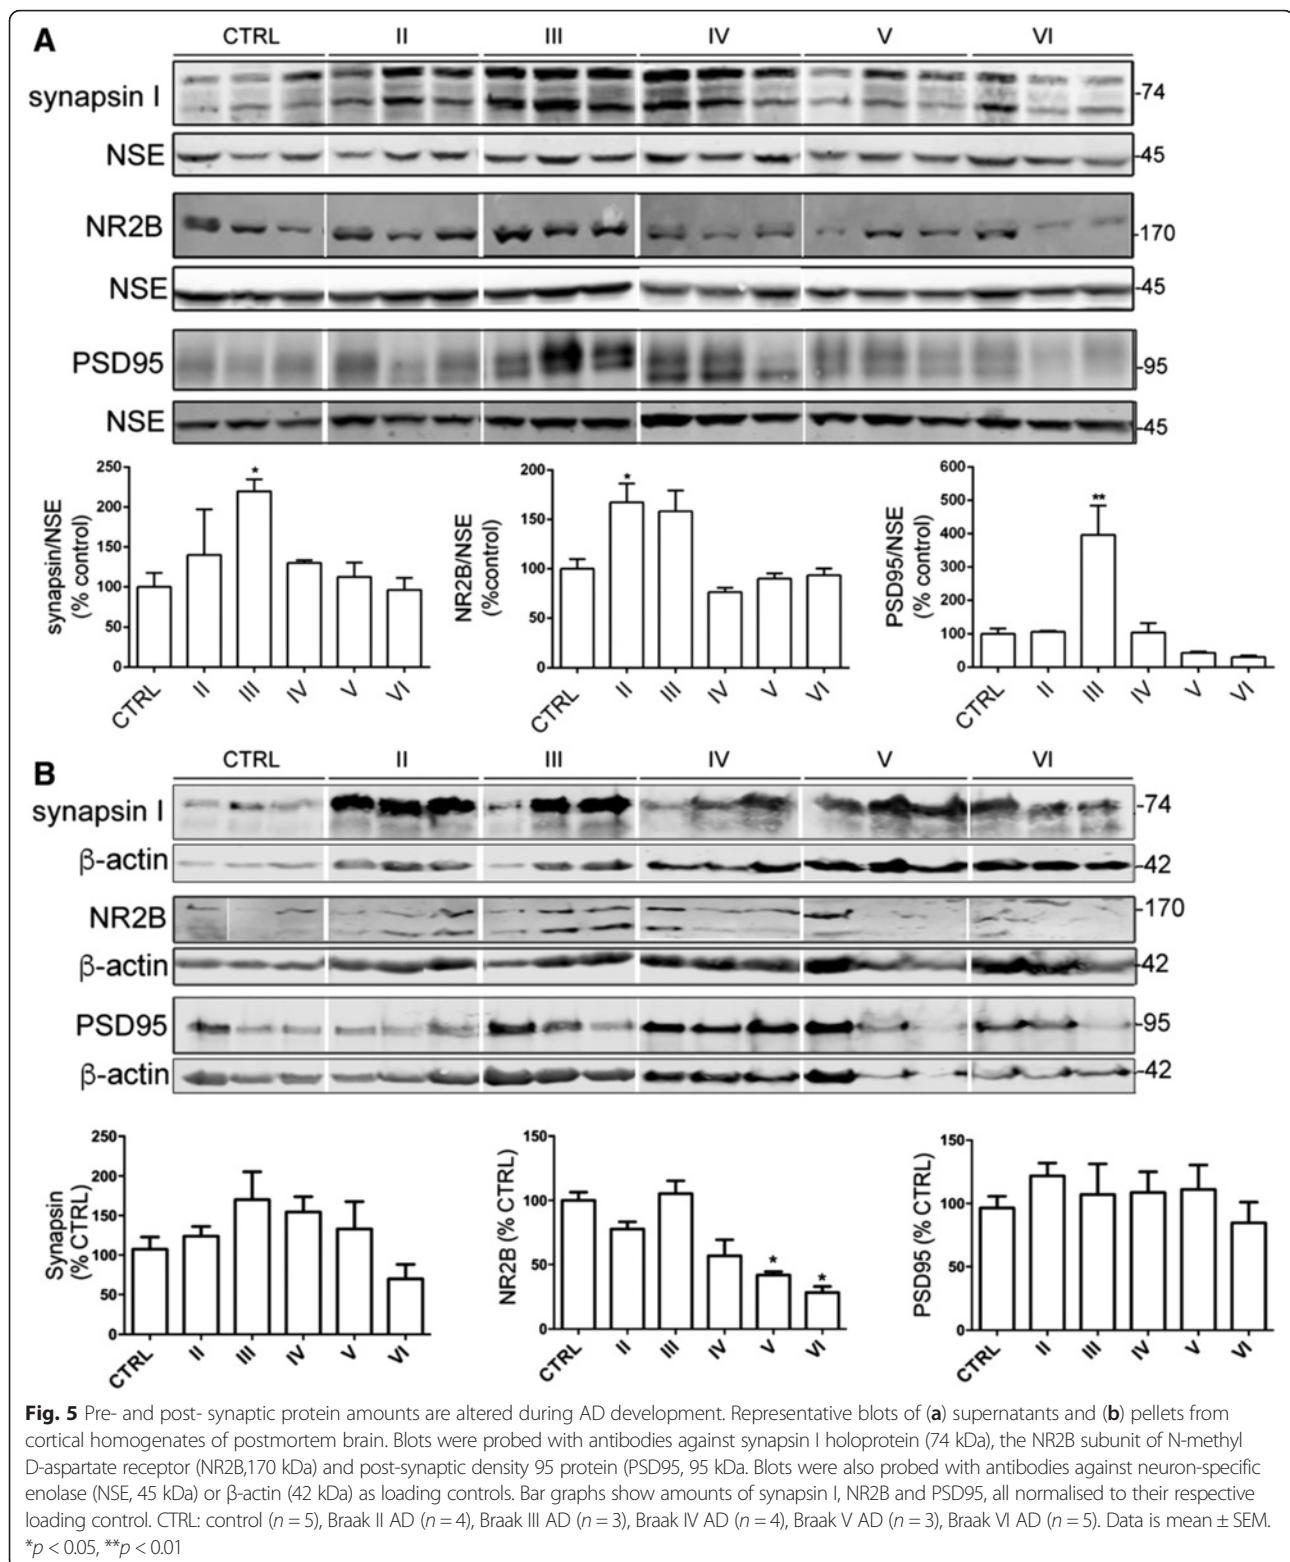 A
CTRL II III IV V VI
synapsin I -74
NSE -45
NR2B -170
NSE -45
PSD95 -95
NSE -45
synapsin/NSE
(% control)
250
200
150
100
50
0
*
CTRL II III IV V VI
NR2B/NSE
(%control)
200
150
100
50
0
*
CTRL II III IV V VI
PSD95/NSE
(% control)
600
500
400
300
200
100
0
**
CTRL II III IV V VI
B
CTRL II III IV V VI
synapsin I -74
β-actin -42
NR2B -170
β-actin -42
PSD95 -95
β-actin -42
Synapsin
(% CTRL)
250
200
150
100
50
0
CTRL II III IV V VI
NR2B (% CTRL)
150
100
50
0
* *
CTRL II III IV V VI
PSD95 (% CTRL)
150
100
50
0
CTRL II III IV V VI
Fig. 5 Pre- and post- synaptic protein amounts are altered during AD development. Representative blots of (a) supernatants and (b) pellets from
cortical homogenates of postmortem brain. Blots were probed with antibodies against synapsin I holoprotein (74 kDa), the NR2B subunit of N-methyl
D-aspartate receptor (NR2B,170 kDa) and post-synaptic density 95 protein (PSD95, 95 kDa. Blots were also probed with antibodies against neuron-specific
enolase (NSE, 45 kDa) or β-actin (42 kDa) as loading controls. Bar graphs show amounts of synapsin I, NR2B and PSD95, all normalised to their respective
loading control. CTRL: control (n = 5), Braak II AD (n = 4), Braak III AD (n = 3), Braak IV AD (n = 4), Braak V AD (n = 3), Braak VI AD (n = 5). Data is mean ± SEM.
*p < 0.05, **p < 0.01